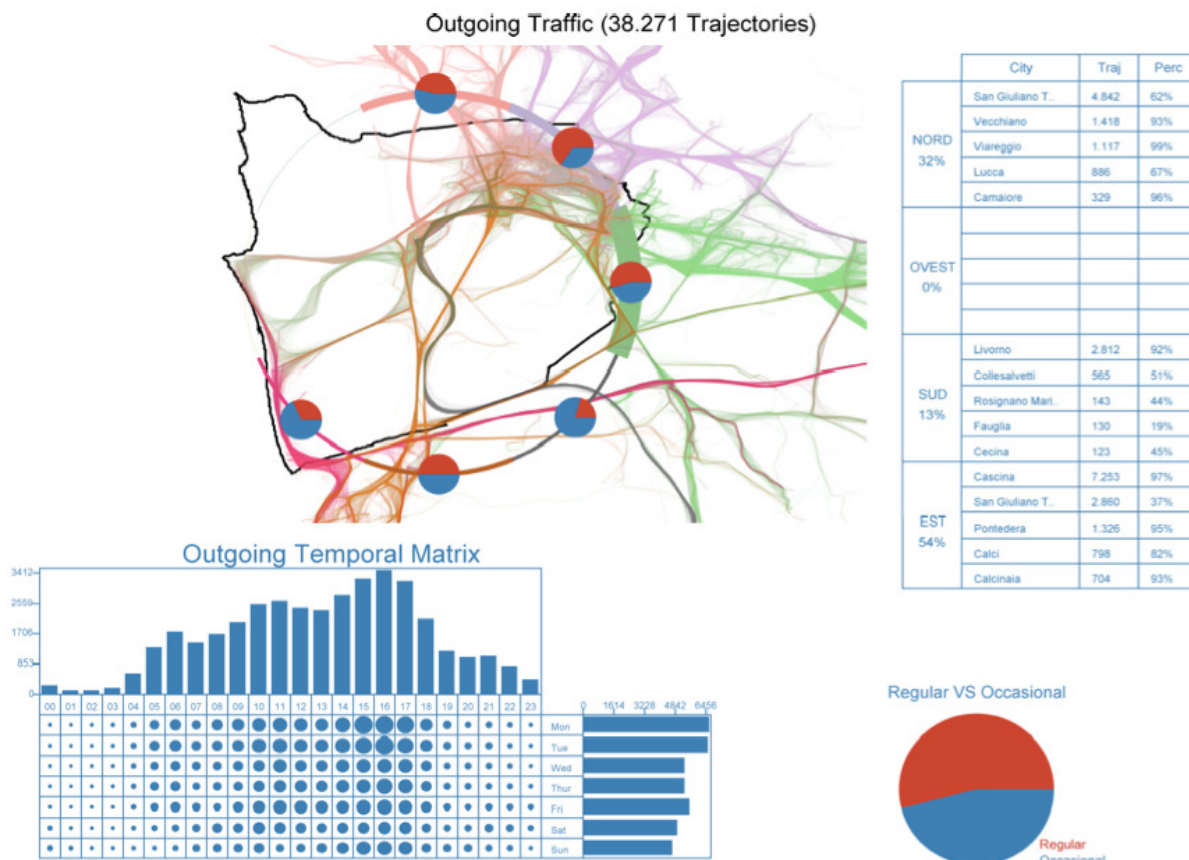 Outgoing Traffic (38.271 Trajectories)
City Traj Perc
NORD
32%
San Giuliano T.. 4.842 62%
Vecchiano 1.418 93%
Viareggio 1.117 99%
Lucca 886 67%
Camaiore 329 96%
OVEST
0%
SUD
13%
Livorno 2.812 92%
Collesalvetti 565 51%
Rosignano Mari.. 143 44%
Fauglia 130 19%
Cecina 123 45%
EST
54%
Cascina 7.253 97%
San Giuliano T.. 2.860 37%
Pontedera 1.326 95%
Calci 798 82%
Calcinaia 704 93%
Outgoing Temporal Matrix
3412
2559
1706
853
0
00 01 02 03 04 05 06 07 08 09 10 11 12 13 14 15 16 17 18 19 20 21 22 23
0 1614 3228 4842 6456
Mon
Tue
Wed
Thur
Fri
Sat
Sun
Regular VS Occasional
Regular
Occasional